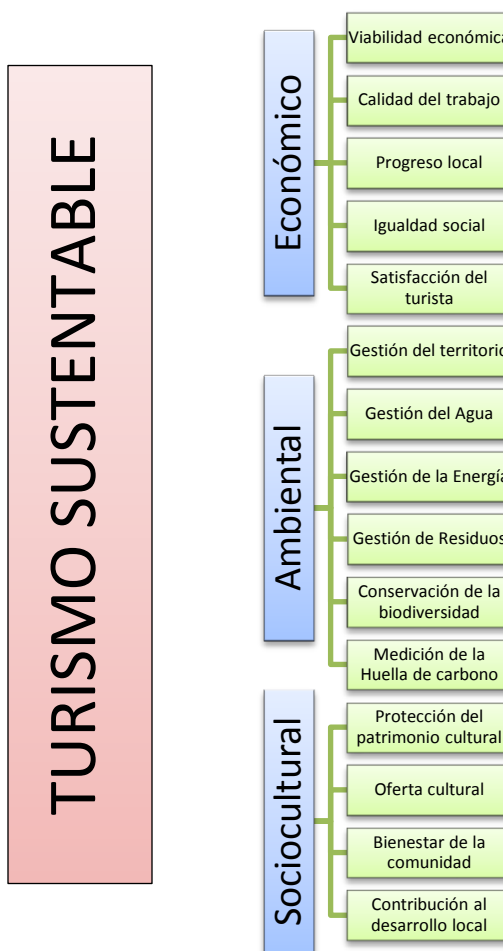 TURISMO SUSTENTABLE
Económico
Viabilidad económica
Calidad del trabajo
Progreso local
Igualdad social
Satisfacción del
turista
Ambiental
Gestión del territorio
Gestión del Agua
Gestión de la Energía
Gestión de Residuos
Conservación de la
biodiversidad
Medición de la
Huella de carbono
Sociocultural
Protección del
patrimonio cultural
Oferta cultural
Bienestar de la
comunidad
Contribución al
desarrollo local